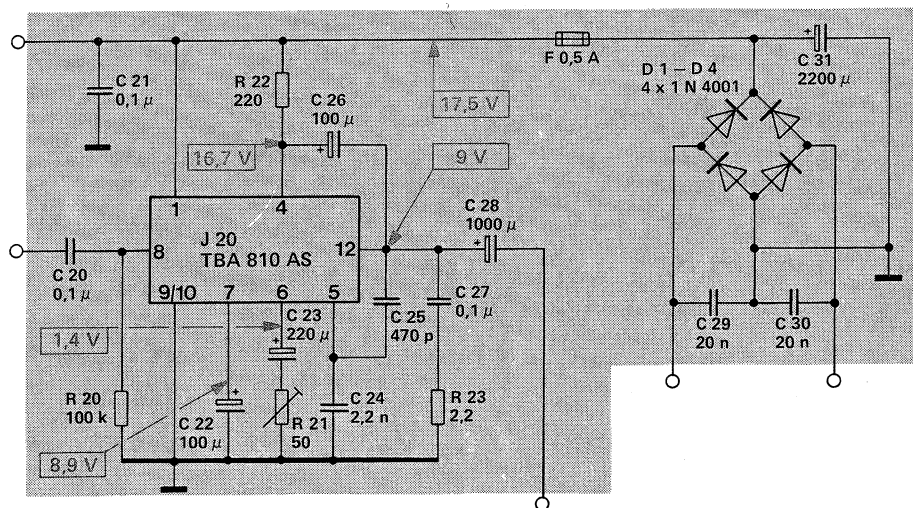 F 0,5 A
C 31
2200 µ
D 1 – D 4
4 x 1 N 4001
C 21
0,1 µ
R 22
220
C 26
100 µ
17,5 V
16,7 V
9 V
1
4
C 28
1000 µ
8
J 20
TBA 810 AS
12
C 20
0,1 µ
9/10
7
6
5
C 23
220 µ
C 25
470 p
C 27
0,1 µ
C 29
20 n
C 30
20 n
1,4 V
R 20
100 k
C 22
100 µ
R 21
50
C 24
2,2 n
R 23
2,2
8,9 V
+
+
+
+
+